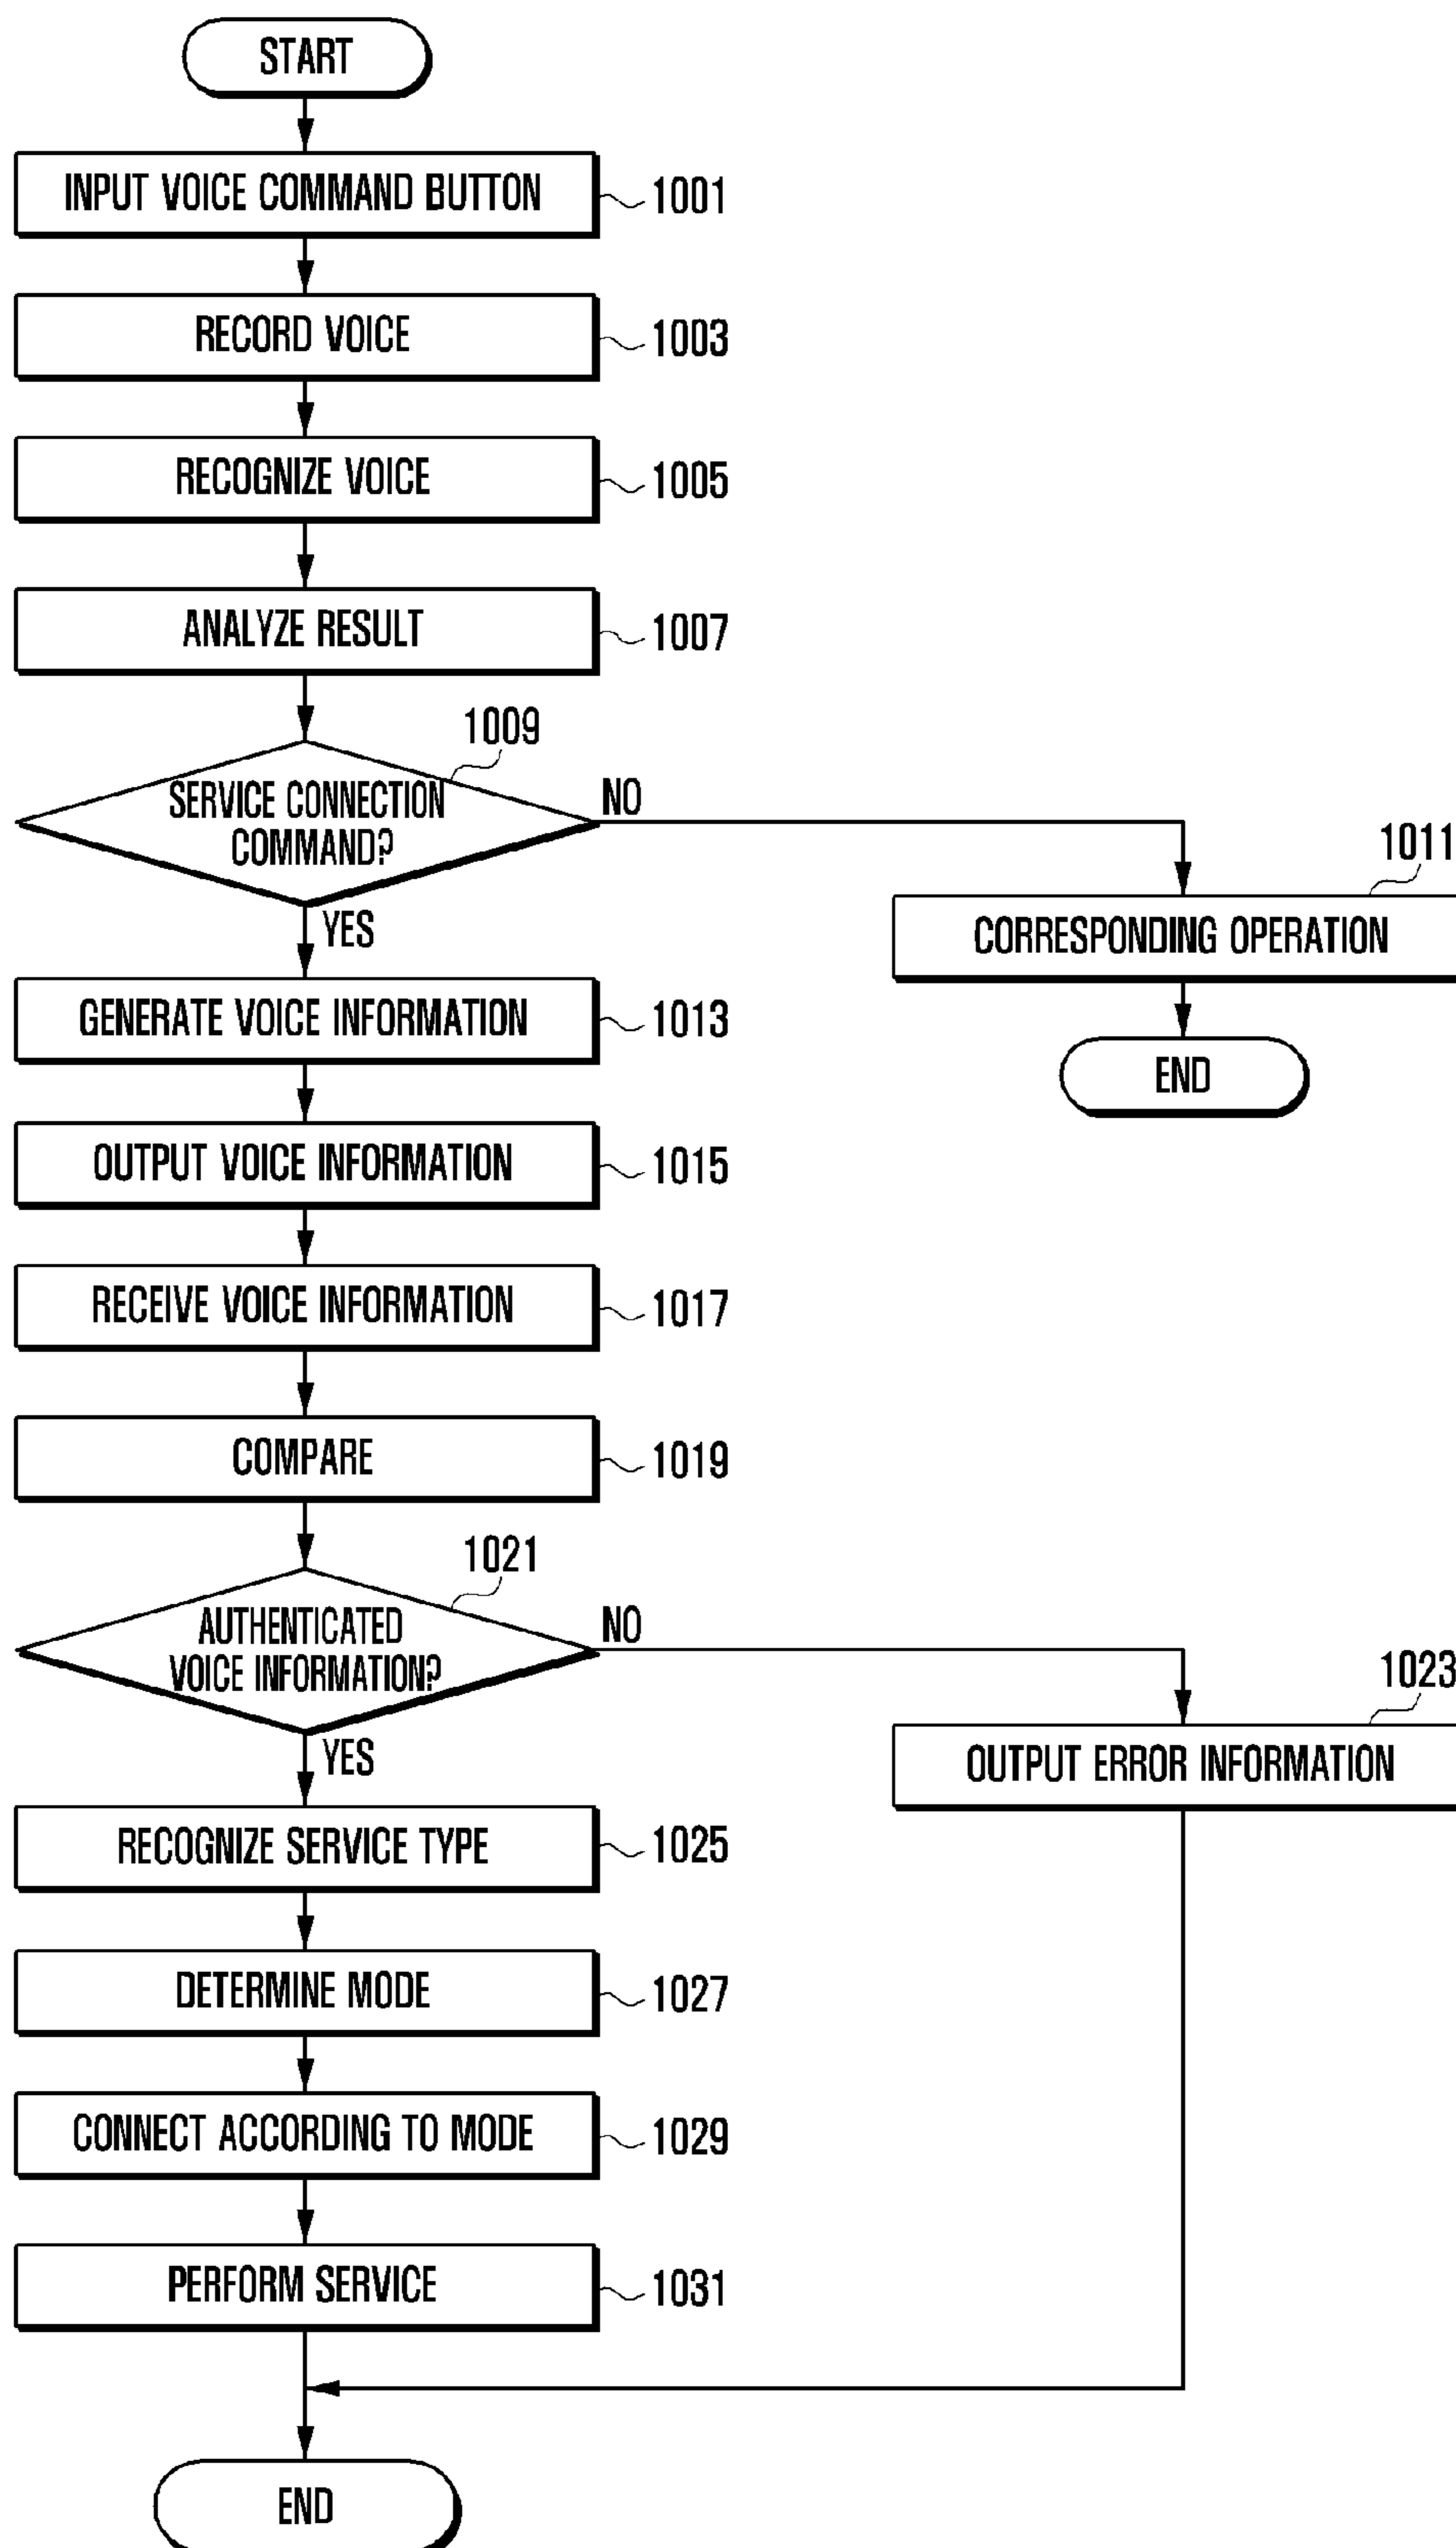 START
INPUT VOICE COMMAND BUTTON
1001
RECORD VOICE
1003
RECOGNIZE VOICE
1005
ANALYZE RESULT
1007
1009
SERVICE CONNECTION
COMMAND?
NO
YES
1011
CORRESPONDING OPERATION
END
GENERATE VOICE INFORMATION
1013
OUTPUT VOICE INFORMATION
1015
RECEIVE VOICE INFORMATION
1017
COMPARE
1019
1021
AUTHENTICATED
VOICE INFORMATION?
NO
YES
1023
OUTPUT ERROR INFORMATION
RECOGNIZE SERVICE TYPE
1025
DETERMINE MODE
1027
CONNECT ACCORDING TO MODE
1029
PERFORM SERVICE
1031
END